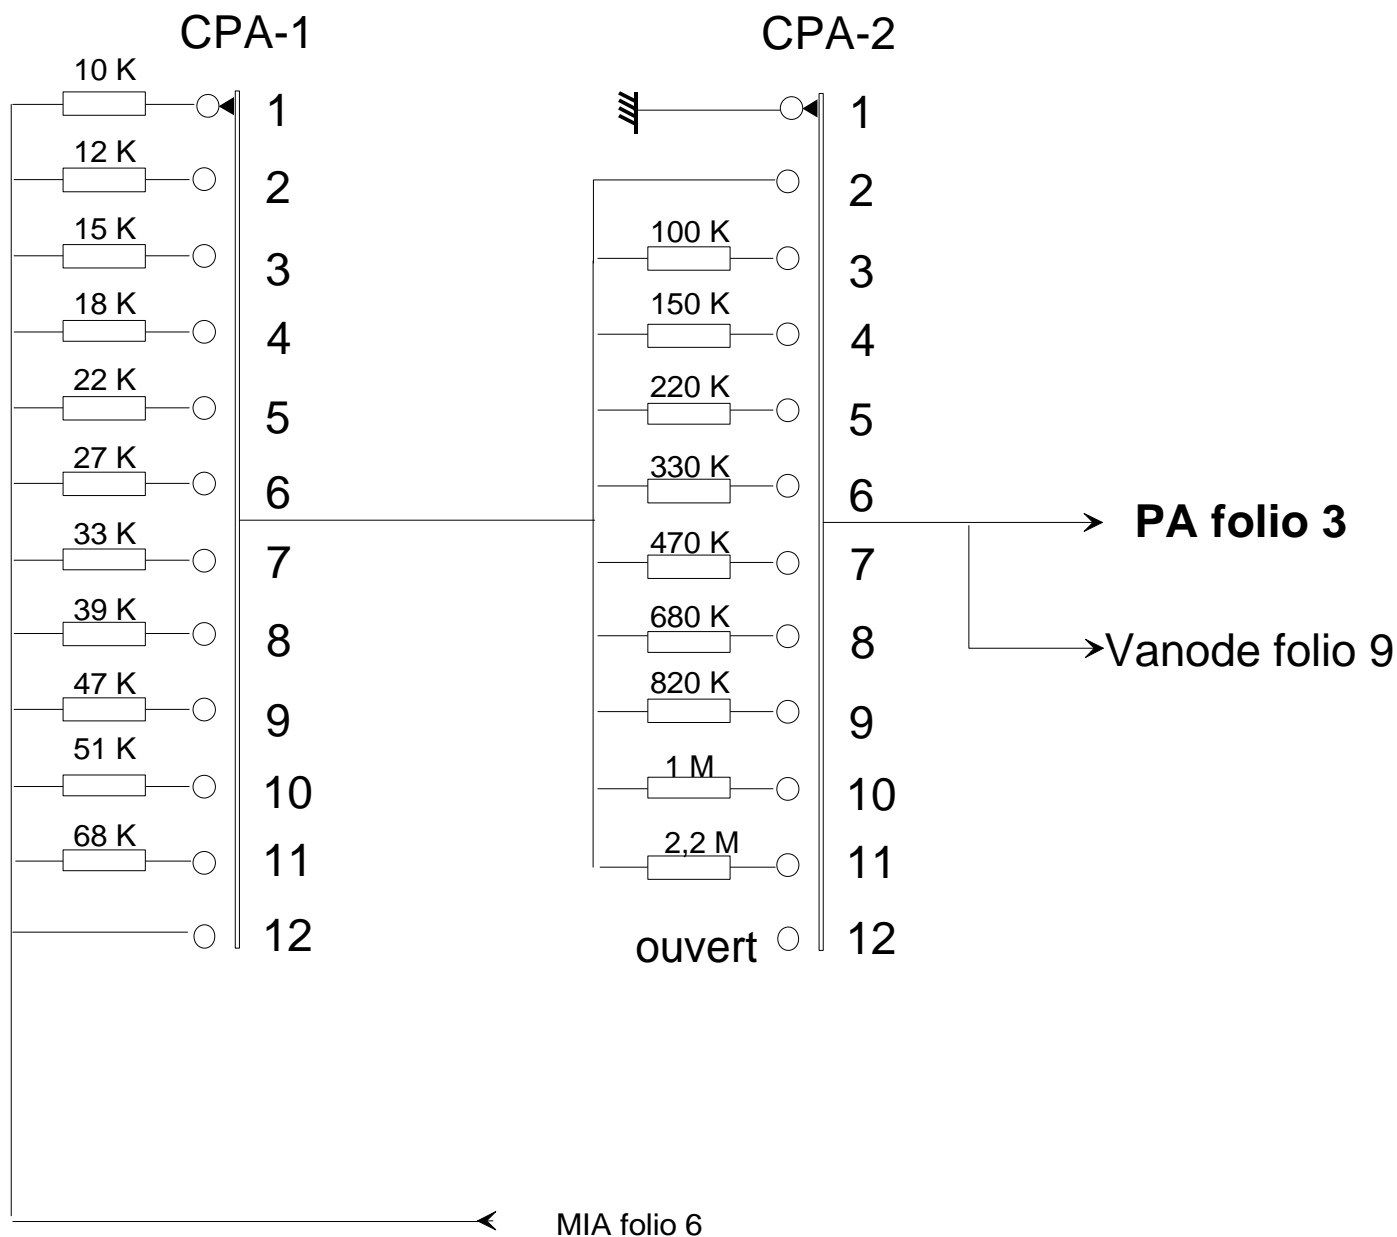 CPA-1
10 K
1
12 K
2
15 K
3
18 K
4
22 K
5
27 K
6
33 K
7
39 K
8
47 K
9
51 K
10
68 K
11
12
CPA-2
1
2
100 K
3
150 K
4
220 K
5
330 K
6
470 K
7
680 K
8
820 K
9
1 M
10
2,2 M
11
ouvert
12
PA folio 3
Vanode folio 9
MIA folio 6